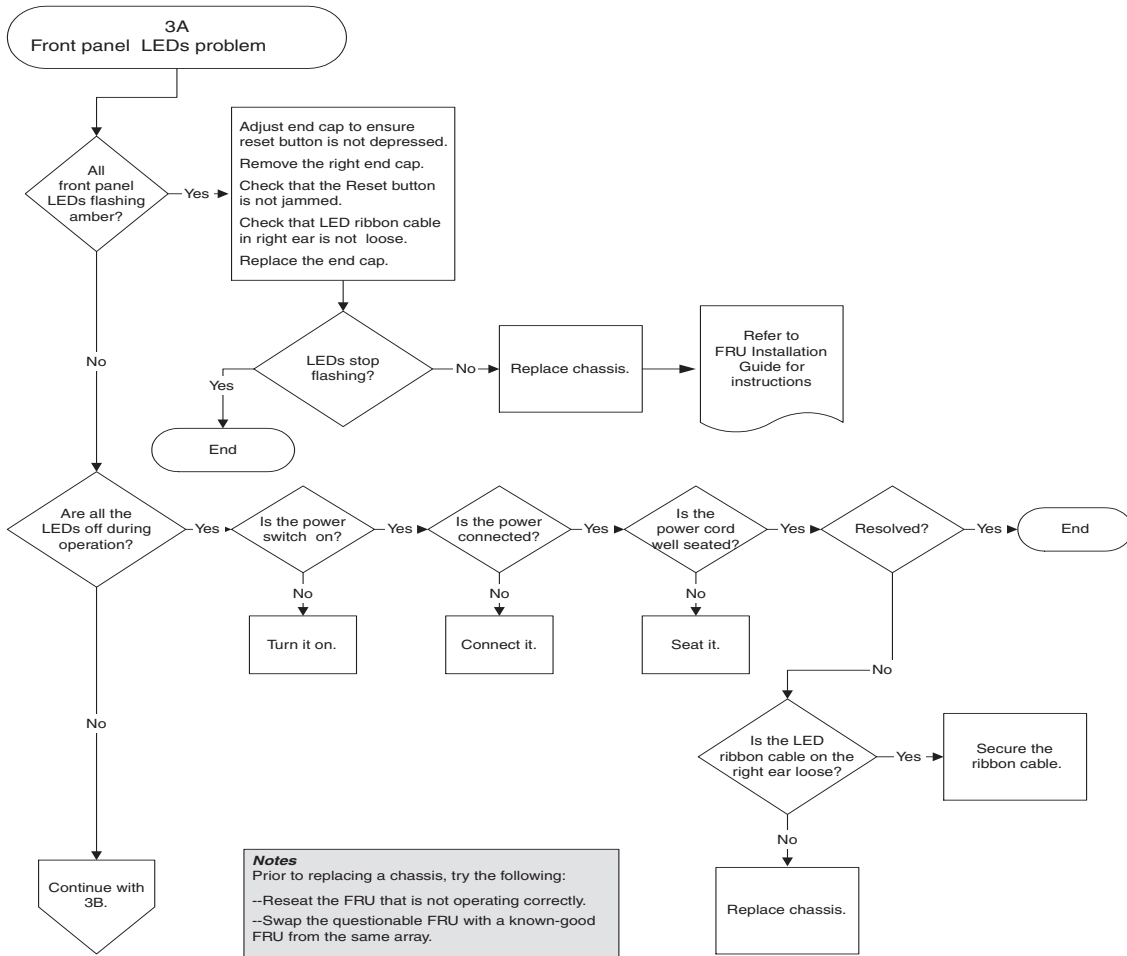 3A
Front panel LEDs problem
All
front panel
LEDs flashing
amber?
Yes
Adjust end cap to ensure
reset button is not depressed.
Remove the right end cap.
Check that the Reset button
is not jammed.
Check that LED ribbon cable
in right ear is not loose.
Replace the end cap.
No
LEDs stop
flashing?
Yes
End
No
Replace chassis.
Refer to
FRU Installation
Guide for
instructions
Are all the
LEDs off during
operation?
Yes
Is the power
switch on?
Yes
Is the power
connected?
Yes
Is the
power cord
well seated?
Yes
Resolved?
Yes
End
No
Turn it on.
No
Connect it.
No
Seat it.
No
No
Is the LED
ribbon cable on the
right ear loose?
Yes
Secure the
ribbon cable.
No
Replace chassis.
Continue with
3B.
Notes
Prior to replacing a chassis, try the following:
--Reseat the FRU that is not operating correctly.
--Swap the questionable FRU with a known-good
FRU from the same array.